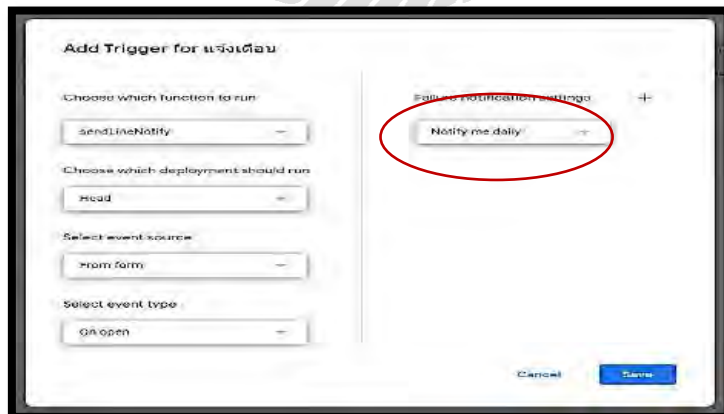 Add Trigger for แจ้งเตือน
Choose which function to run
sendLineNotify
Choose which deployment should run
Head
Select event source
From form
Select event type
On open
Failure notification settings
Notify me daily
Cancel
Save